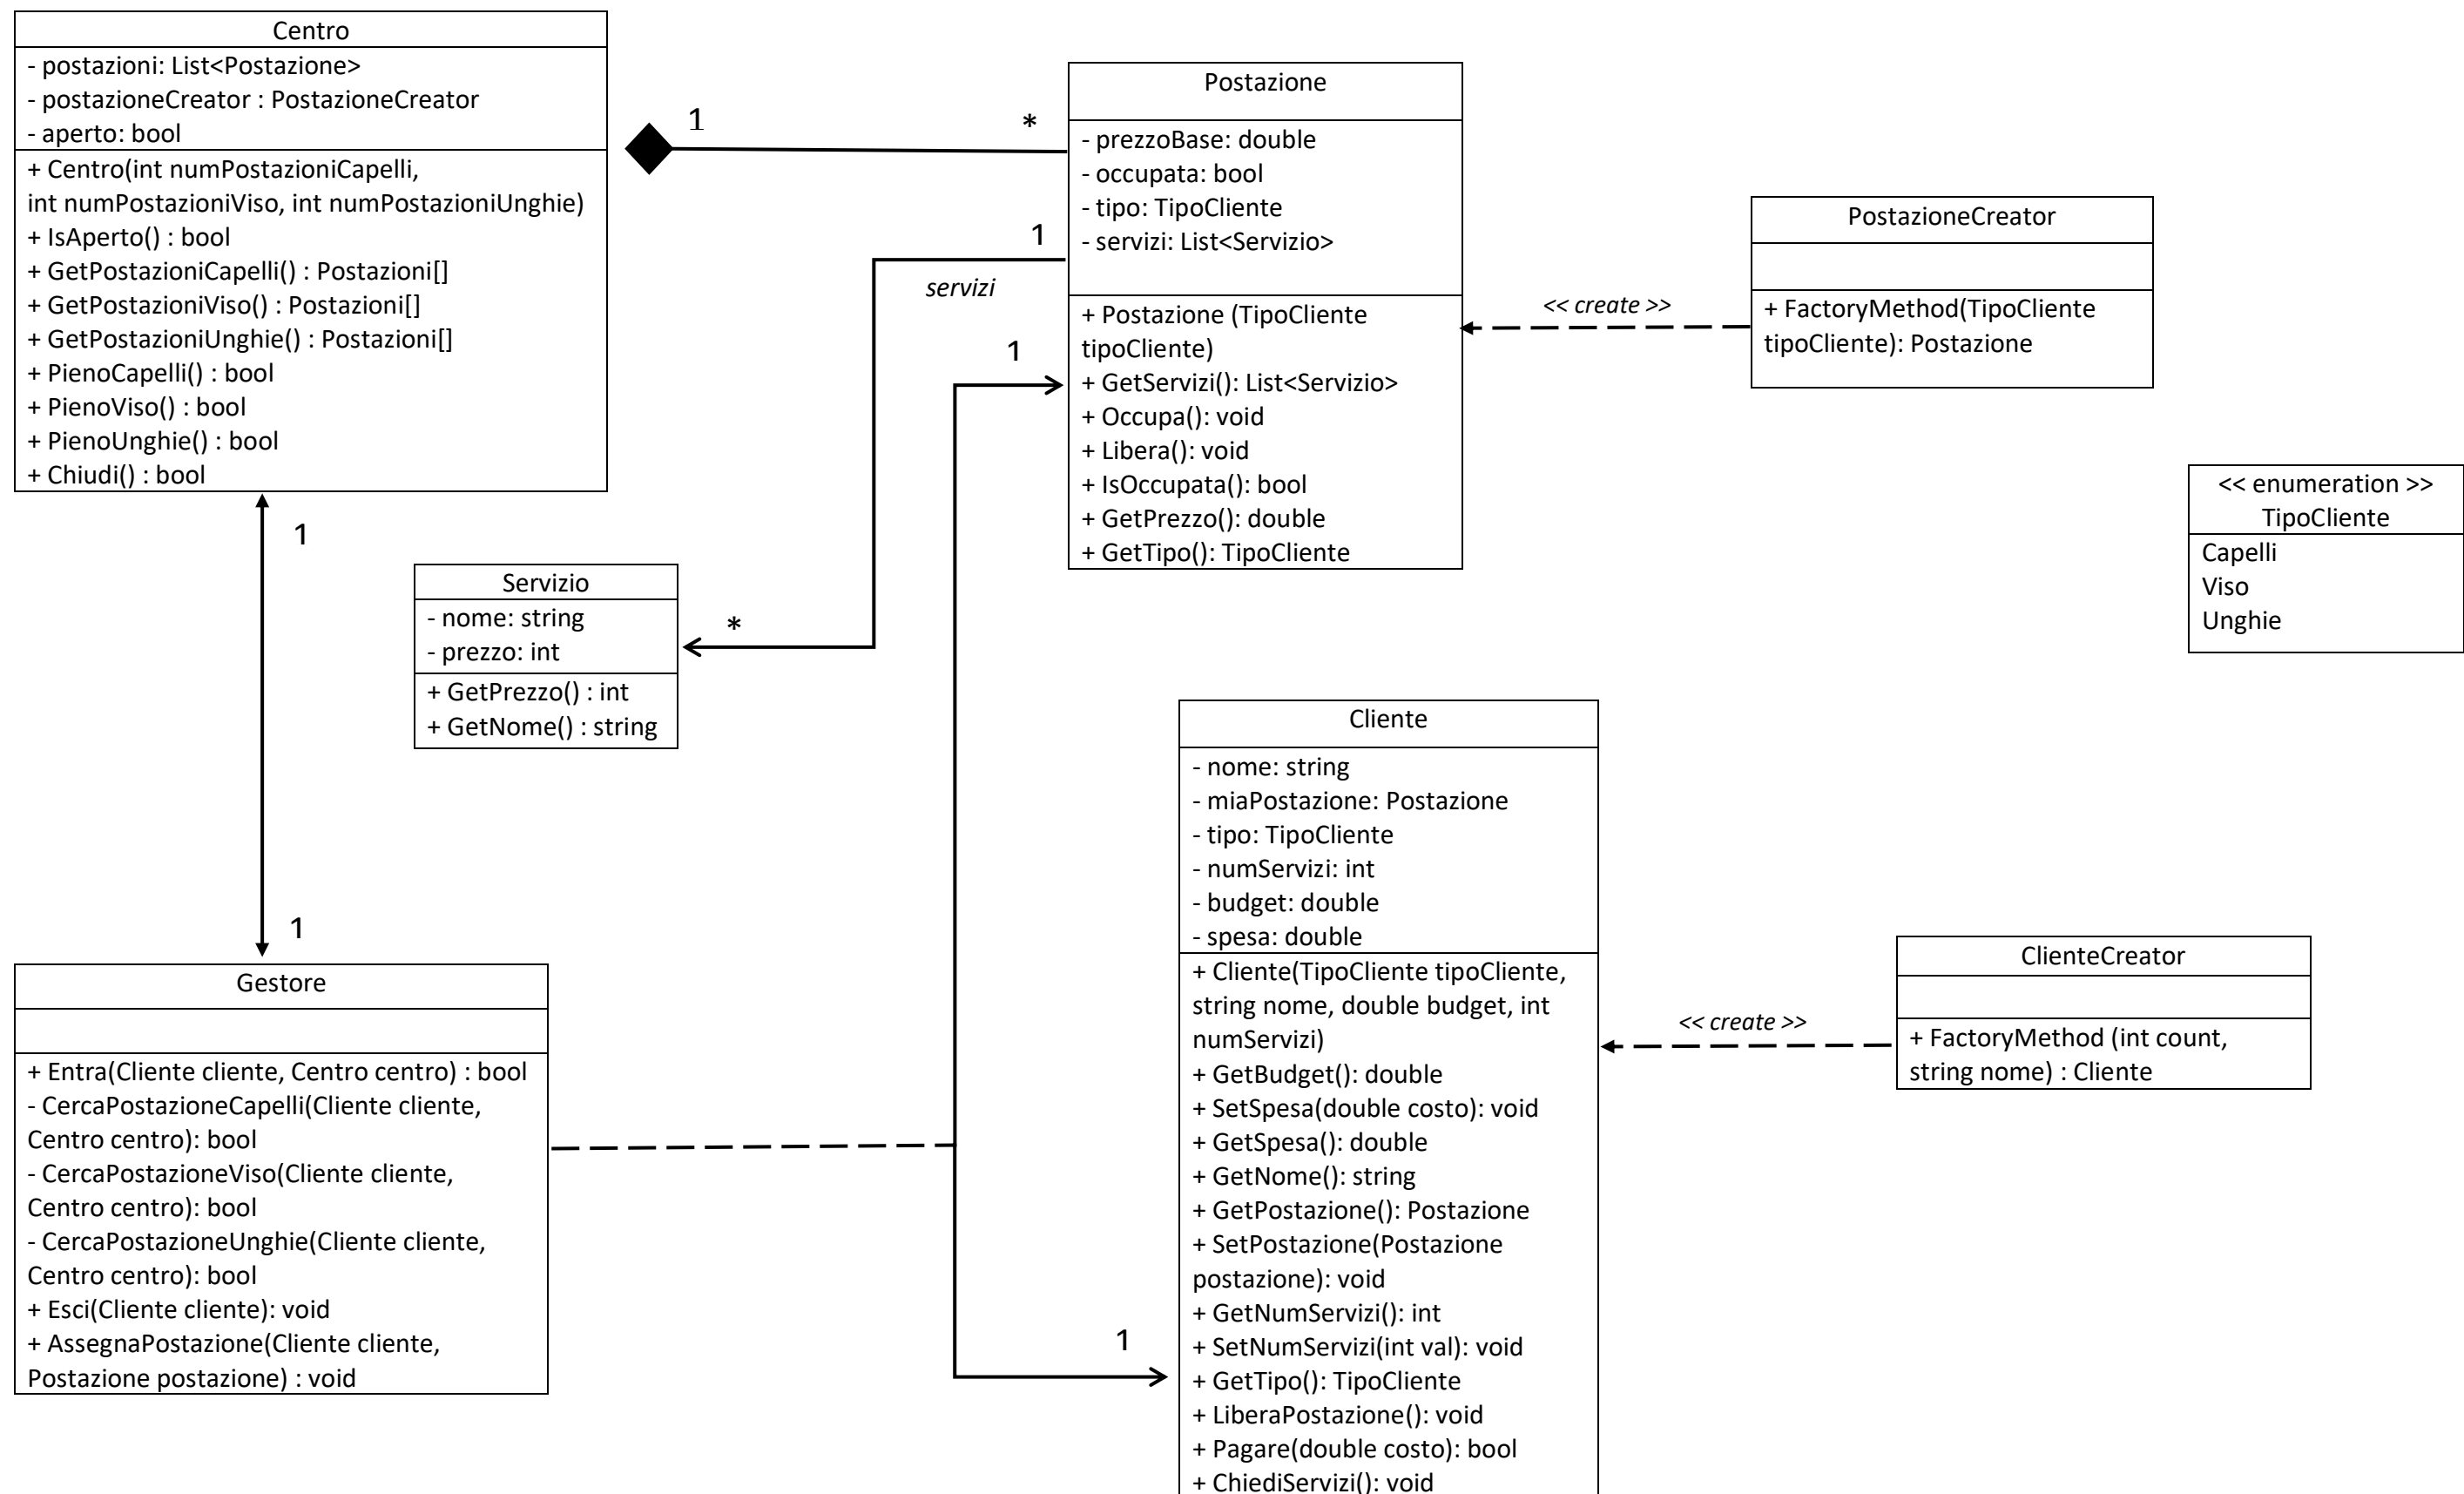 Centro
- postazioni: List<Postazione>
- postazioneCreator : PostazioneCreator
- aperto: bool
+ Centro(int numPostazioniCapelli,
int numPostazioniViso, int numPostazioniUnghie)
+ IsAperto() : bool
+ GetPostazioniCapelli() : Postazioni[]
+ GetPostazioniViso() : Postazioni[]
+ GetPostazioniUnghie() : Postazioni[]
+ PienoCapelli() : bool
+ PienoViso() : bool
+ PienoUnghie() : bool
+ Chiudi() : bool
1
*
Postazione
- prezzoBase: double
- occupata: bool
- tipo: TipoCliente
- servizi: List<Servizio>
+ Postazione (TipoCliente
tipoCliente)
+ GetServizi(): List<Servizio>
+ Occupa(): void
+ Libera(): void
+ IsOccupata(): bool
+ GetPrezzo(): double
+ GetTipo(): TipoCliente
1
servizi
1
<< create >>
PostazioneCreator
+ FactoryMethod(TipoCliente
tipoCliente): Postazione
<< enumeration >>
TipoCliente
Capelli
Viso
Unghie
1
Servizio
- nome: string
- prezzo: int
+ GetPrezzo() : int
+ GetNome() : string
*
1
Gestore
+ Entra(Cliente cliente, Centro centro) : bool
- CercaPostazioneCapelli(Cliente cliente,
Centro centro): bool
- CercaPostazioneViso(Cliente cliente,
Centro centro): bool
- CercaPostazioneUnghie(Cliente cliente,
Centro centro): bool
+ Esci(Cliente cliente): void
+ AssegnaPostazione(Cliente cliente,
Postazione postazione) : void
1
Cliente
- nome: string
- miaPostazione: Postazione
- tipo: TipoCliente
- numServizi: int
- budget: double
- spesa: double
+ Cliente(TipoCliente tipoCliente,
string nome, double budget, int
numServizi)
+ GetBudget(): double
+ SetSpesa(double costo): void
+ GetSpesa(): double
+ GetNome(): string
+ GetPostazione(): Postazione
+ SetPostazione(Postazione
postazione): void
+ GetNumServizi(): int
+ SetNumServizi(int val): void
+ GetTipo(): TipoCliente
+ LiberaPostazione(): void
+ Pagare(double costo): bool
+ ChiediServizi(): void
<< create >>
ClienteCreator
+ FactoryMethod (int count,
string nome) : Cliente